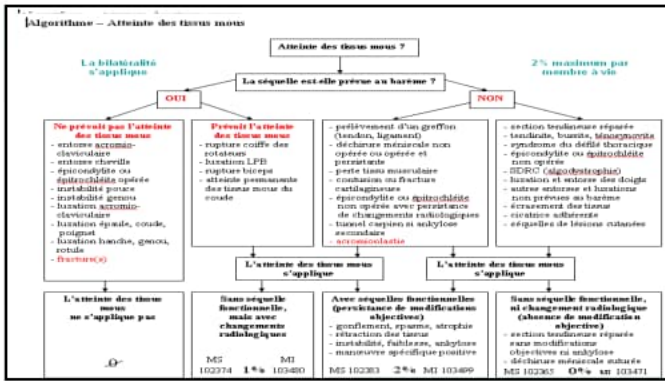 Algorithme – Atteinte des tissus mous
Atteinte des tissus mous ?
La bilatéralité
s'applique
2% maximum par
membre à vie
La séquelle est-elle prévue au barème ?
OUI
NON
Ne prévoit pas l'atteinte
des tissus mous
- entorse acromio-
claviculaire
- entorse cheville
- épicondylite ou
épitrochléite opérée
- instabilité pouce
- instabilité genou
- luxation acromio-
claviculaire
- luxation épaule, coude,
poignet
- luxation hanche, genou,
rotule
- fracture(s)
Prévoit l'atteinte
des tissus mous
- rupture coiffe des
rotateurs
- luxation LPB
- rupture biceps
- atteinte permanente
des tissus mous du
coude
- prélèvement d'un greffon
(tendon, ligament)
- déchirure méniscale non
opérée ou opérée et
persistante
- perte tissu musculaire
- contusion ou fracture
cartilagineuse
- épicondylite ou épitrochléite
non opérée avec persistance
de changements radiologiques
- tunnel carpien si ankylose
secondaire
- acromioplastie
- section tendineuse réparée
- tendinite, bursite, ténosynovite
- syndrome du défilé thoracique
- épicondylite ou épitrochléite
non opérée
- SDRC (algodystrophie)
- luxation et entorse des doigts
- autres entorses et luxations
non prévues au barème
- écrasement des tissus
- cicatrice adhérente
- séquelles de lésions cutanées
L'atteinte des tissus mous
s'applique
L'atteinte des tissus mous
s'applique
L'atteinte des tissus
mous
ne s'applique pas
Sans séquelle
fonctionnelle,
mais avec
changements
radiologiques
MS MI
102374 1% 103480
Avec séquelles fonctionnelles
(persistance de modifications
objectives)
- gonflement, spasme, atrophie
- rétraction des tissus
- instabilité, faiblesse, ankylose
- manœuvre spécifique positive
MS 102383 2% MI 103499
Sans séquelle fonctionnelle,
ni changement radiologique
(absence de modification
objective)
- section tendineuse réparée
sans modifications
objectives ni ankylose
- déchirure méniscale suturée
MS 102365 0% MI 103471